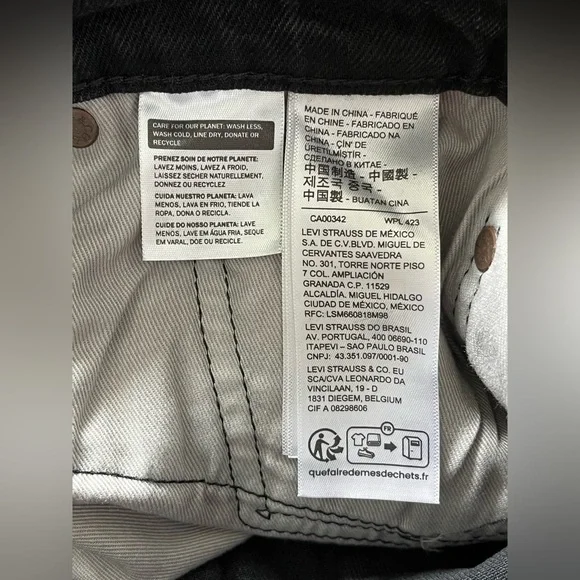 CARE FOR OUR PLANET: WASH LESS,
WASH COLD, LINE DRY, DONATE OR
RECYCLE
PRENEZ SOIN DE NOTRE PLANETE:
LAVEZ MOINS, LAVEZ A FROID,
LAISSEZ SÉCHER NATURELLEMENT,
DONNEZ OU RECYCLEZ
CUIDA NUESTRO PLANETA: LAVA
MENOS, LAVA EN FRIO, TIENDE LA
ROPA, DONA O RECICLA.
CUIDE DO NOSSO PLANETA: LAVE
MENOS, LAVE EM ÁGUA FRIA, SEQUE
EM VARAL, DOE OU RECICLE.
MADE IN CHINA - FABRIQUÉ
EN CHINE - FABRICADO EN
CHINA - FABRICADO NA
CHINA - ÇIN' DE
ÜRETİLMİŞTİR -
СДЕЛАНО В КИТАЕ -
中国制造 - 中國製 -
제조국 중국 -
中国製 - BUATAN CINA
CA00342 WPL 423
LEVI STRAUSS DE MÉXICO
S.A. DE C.V.BLVD. MIGUEL DE
CERVANTES SAAVEDRA
NO. 301, TORRE NORTE PISO
7 COL. AMPLIACIÓN
GRANADA C.P. 11529
ALCALDÍA. MIGUEL HIDALGO
CIUDAD DE MÉXICO, MÉXICO
RFC: LSM660818M98
LEVI STRAUSS DO BRASIL
AV. PORTUGAL, 400 06690-110
ITAPEVI – SAO PAULO BRASIL
CNPJ: 43.351.097/0001-90
LEVI STRAUSS & CO. EU
SCA/CVA LEONARDO DA
VINCILAAN, 19 - D
1831 DIEGEM, BELGIUM
CIF A 08298606
FR
quefairedemesdechets.fr